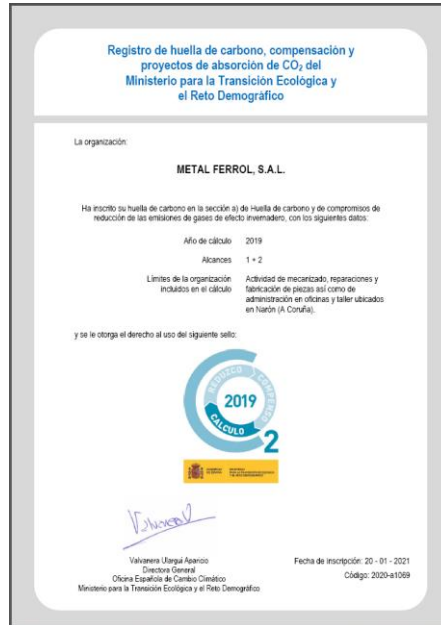 Registro de huella de carbono, compensación y
proyectos de absorción de CO₂ del
Ministerio para la Transición Ecológica y
el Reto Demográfico
La organización:
METAL FERROL, S.A.L.
Ha inscrito su huella de carbono en la sección a) de Huella de carbono y de compromisos de
reducción de las emisiones de gases de efecto invernadero, con los siguientes datos:
Año de cálculo 2019
Alcances 1 + 2
Límites de la organización incluidos en el cálculo Actividad de mecanizado, reparaciones y
fabricación de piezas así como de
administración en oficinas y taller ubicados
en Narón (A Coruña).
y se le otorga el derecho al uso del siguiente sello:
REDUZCO COMPENSO
2019
CALCULO
2
Valvanera Ulargui Aparicio
Directora General
Oficina Española de Cambio Climático
Ministerio para la Transición Ecológica y el Reto Demográfico
Fecha de inscripción: 20 - 01 - 2021
Código: 2020-a1069